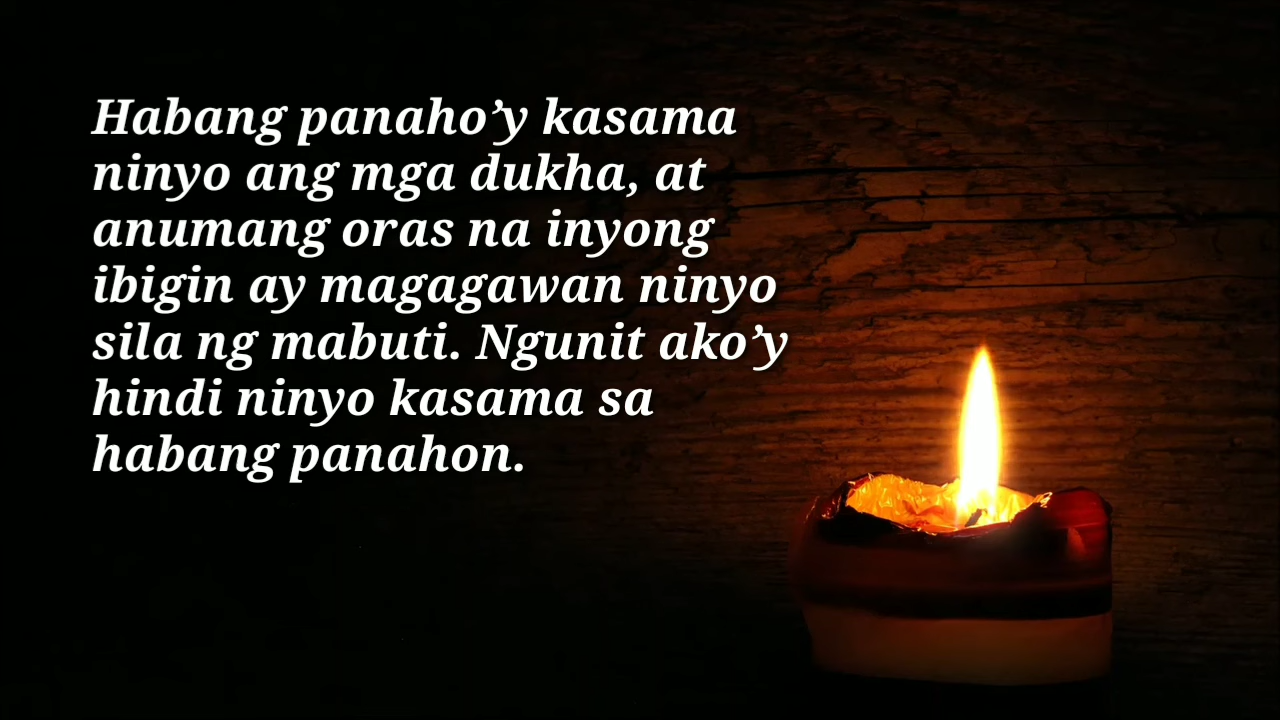 Habang panaho’y kasama
ninyo ang mga dukha, at
anumang oras na inyong
ibigin ay magagawan ninyo
sila ng mabuti. Ngunit ako’y
hindi ninyo kasama sa
habang panahon.